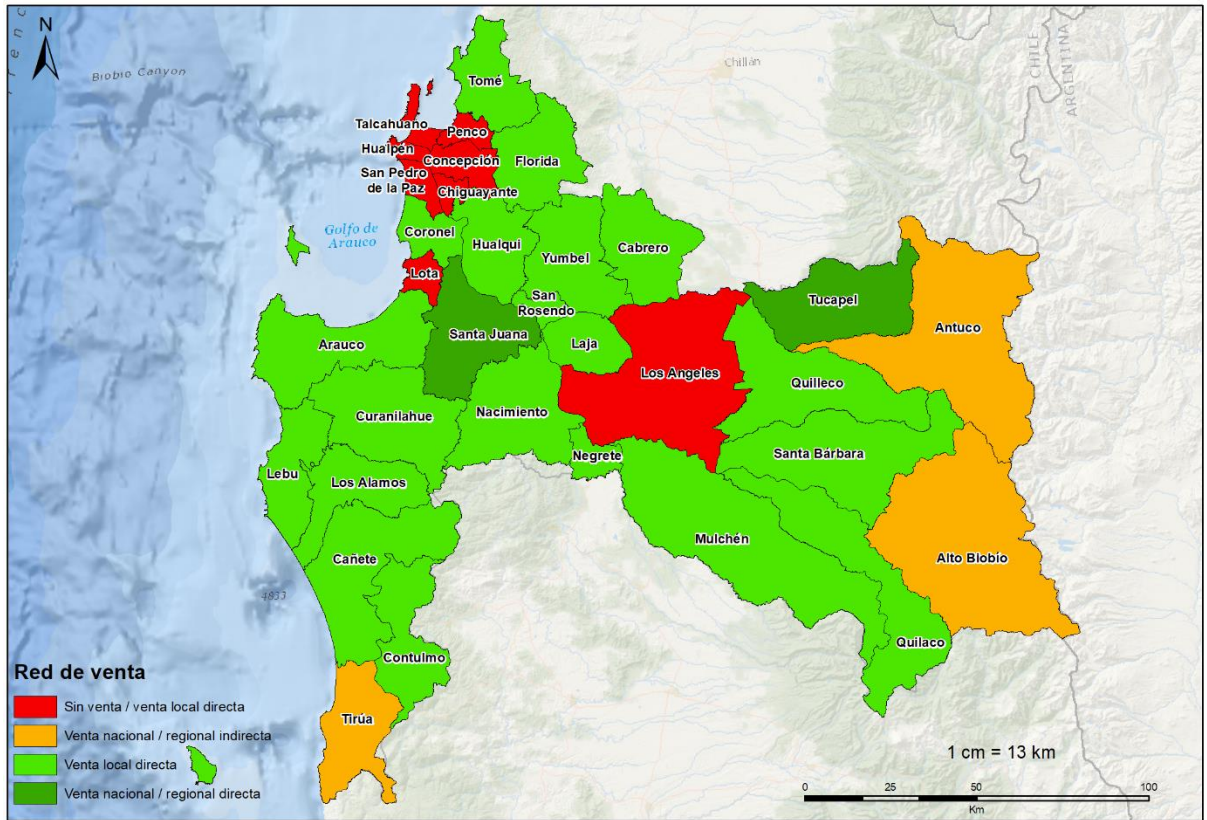 N
Biobio Canyon
Chillán
CHILE
ARGENTINA
Tomé
Talcahuano
Penco
Hualpén
Concepción
Florida
San Pedro
de la Paz
Chiguayante
Golfo de
Arauco
Coronel
Hualqui
Yumbel
Cabrero
Lota
San
Rosendo
Tucapel
Antuco
Santa Juana
Arauco
Laja
Los Angeles
Quilleco
Curanilahue
Nacimiento
Negrete
Santa Bárbara
Lebu
Los Alamos
Mulchén
Cañete
Alto Biobío
4833
Quilaco
Contulmo
Tirúa
Red de venta
Sin venta / venta local directa
Venta nacional / regional indirecta
Venta local directa
Venta nacional / regional directa
1 cm = 13 km
0 25 50 100
Km